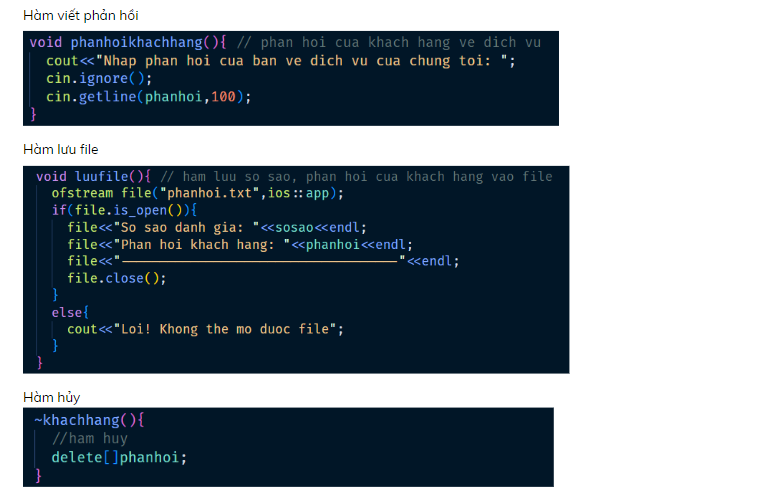 Hàm viết phản hồi
void phanhoikhachhang(){ // phan hoi cua khach hang ve dich vu
cout<<"Nhap phan hoi cua ban ve dich vu cua chung toi: ";
cin.ignore();
cin.getline(phanhoi,100);
}
Hàm lưu file
void luufile(){ // ham luu so sao, phan hoi cua khach hang vao file
ofstream file("phanhoi.txt",ios::app);
if(file.is_open()){
file<<"So sao danh gia: "<<sosao<<endl;
file<<"Phan hoi khach hang: "<<phanhoi<<endl;
file<<"-----------------------------------"<<endl;
file.close();
}
else{
cout<<"Loi! Khong the mo duoc file";
}
}
Hàm hủy
~khachhang(){
//ham huy
delete[]phanhoi;
}